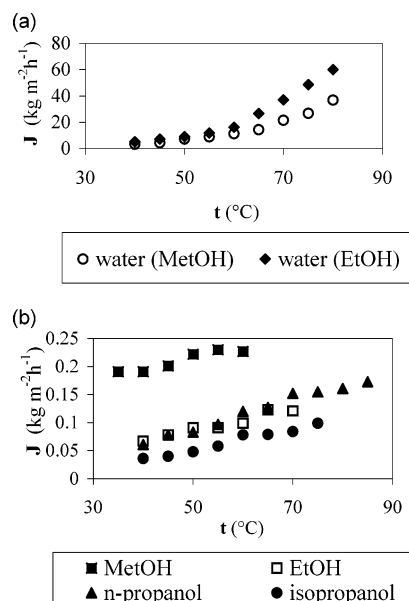 (a)
80
60
40
20
0
J (kg m⁻²h⁻¹)
30 50 70 90
t (°C)
water (MetOH) water (EtOH)
(b)
0.25
0.2
0.15
0.1
0.05
0
J (kg m⁻²h⁻¹)
30 50 70 90
t (°C)
MetOH EtOH
n-propanol isopropanol